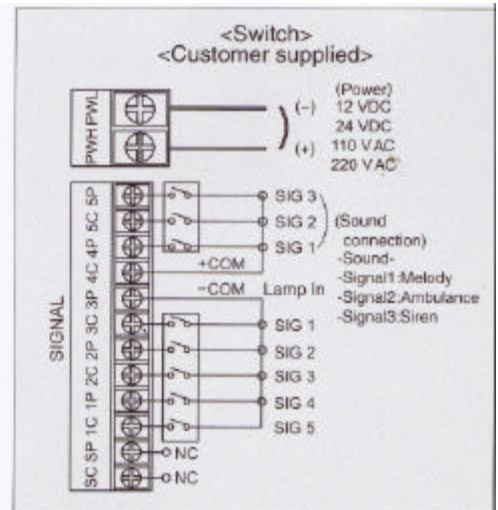 <Switch>
<Customer supplied>
PWH PWL
(-)
(+)
(Power)
12 VDC
24 VDC
110 VAC
220 VAC
SIGNAL
SC SP 1C 1P 2C 2P 3C 3P 4C 4P 5C 5P
SIG 3
SIG 2
SIG 1
+COM
(Sound
connection)
-Sound-
-Signal1:Melody
-Signal2:Ambulance
-Signal3:Siren
-COM
Lamp In
SIG 1
SIG 2
SIG 3
SIG 4
SIG 5
NC
NC